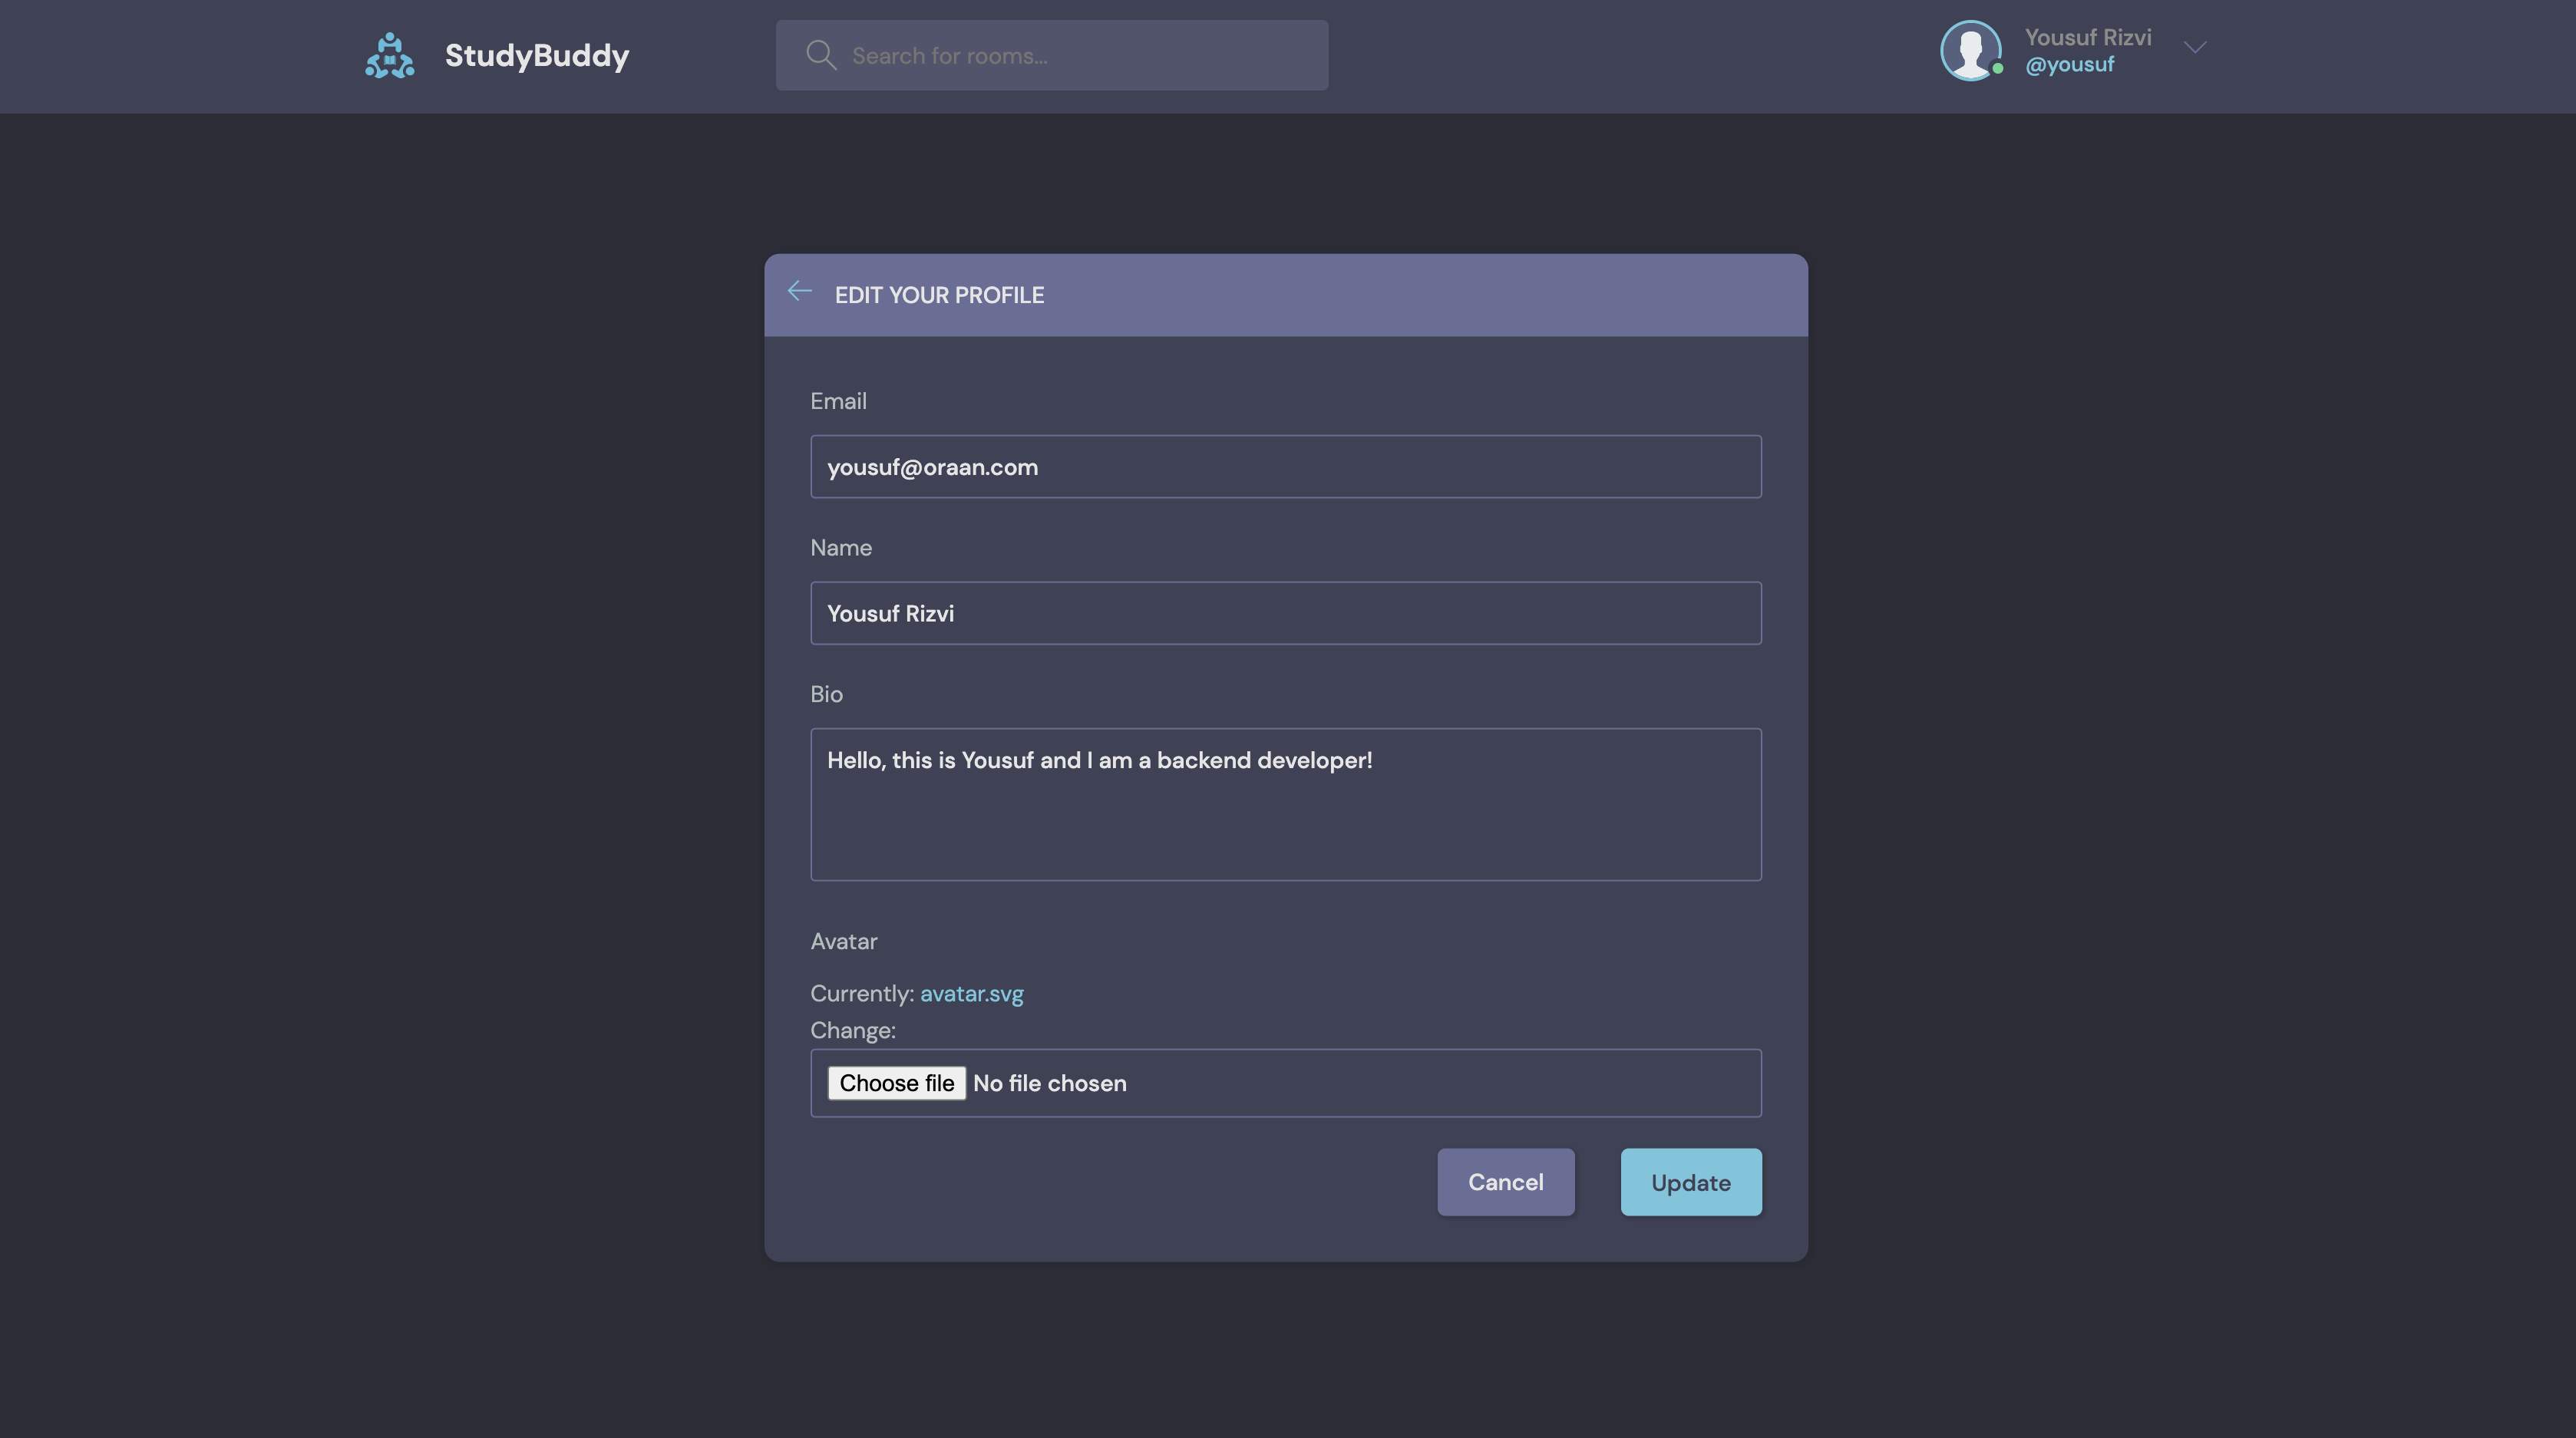 StudyBuddy
Search for rooms...
Yousuf Rizvi
@yousuf
EDIT YOUR PROFILE
Email
yousuf@oraan.com
Name
Yousuf Rizvi
Bio
Hello, this is Yousuf and I am a backend developer!
Avatar
Currently: avatar.svg
Change:
Choose file No file chosen
Cancel
Update